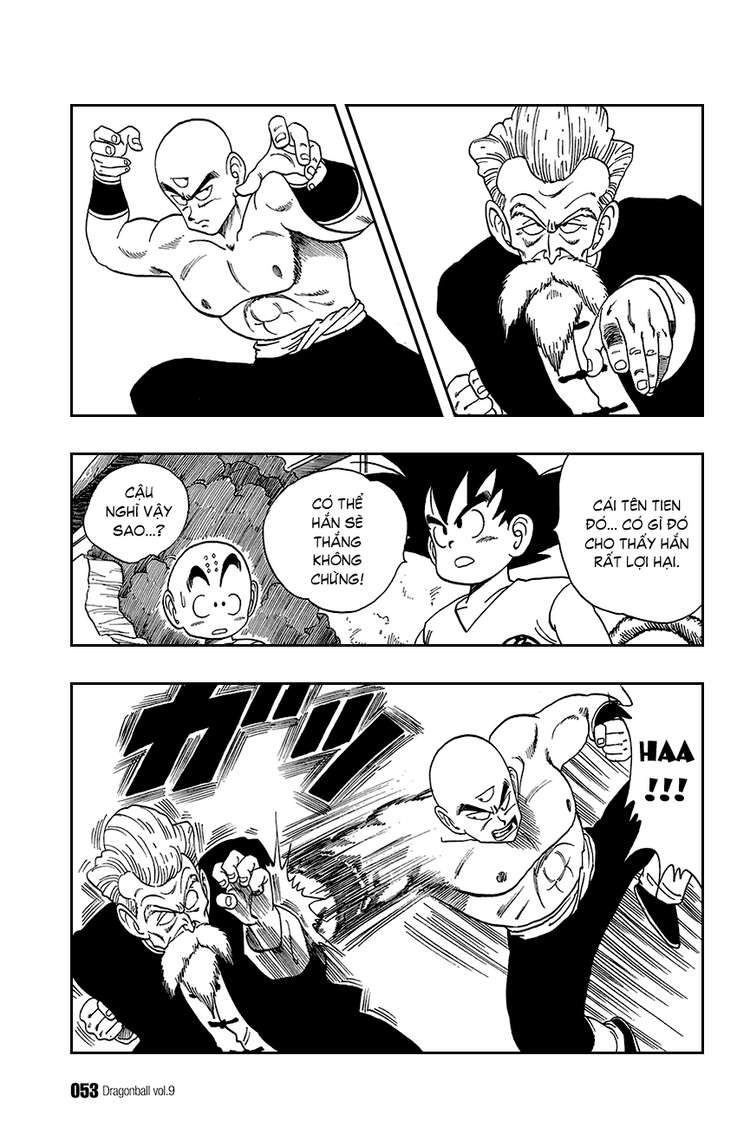 CÁI TÊN TIEN
ĐÓ... CÓ GÌ ĐÓ
CHO THẤY HẮN
RẤT LỢI HẠI.
CÓ THỂ
HẮN SẼ
THẮNG
KHÔNG
CHỪNG!
CẬU
NGHĨ VẬY
SAO...?
HAA
!!!
ガッ
053 Dragonball vol.9